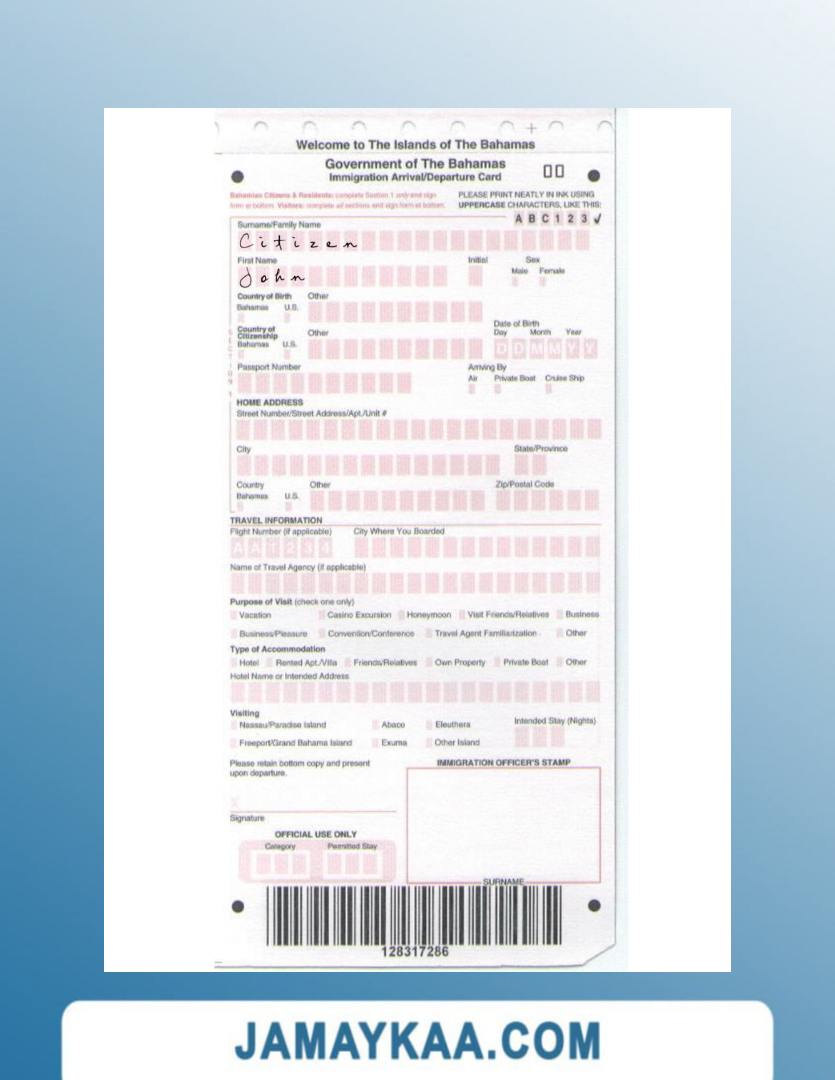 Welcome to The Islands of The Bahamas
Government of The Bahamas
Immigration Arrival/Departure Card
Bahamian Citizens & Residents: complete Section 1 only and sign
form at bottom. Visitors: complete all sections and sign form at bottom.
PLEASE PRINT NEATLY IN INK USING
UPPERCASE CHARACTERS, LIKE THIS:
A B C 1 2 3 ✓
Surname/Family Name
Citizen
First Name Initial Sex
Male Female
John
Country of Birth Other
Bahamas U.S.
Country of Citizenship Other
Bahamas U.S.
Date of Birth
Day Month Year
D D M M Y Y
Passport Number Arriving By
Air Private Boat Cruise Ship
HOME ADDRESS
Street Number/Street Address/Apt./Unit #
City State/Province
Country Other Zip/Postal Code
Bahamas U.S.
TRAVEL INFORMATION
Flight Number (if applicable) City Where You Boarded
A A 1 2 3 4
Name of Travel Agency (if applicable)
Purpose of Visit (check one only)
Vacation Casino Excursion Honeymoon Visit Friends/Relatives Business
Business/Pleasure Convention/Conference Travel Agent Familiarization Other
Type of Accommodation
Hotel Rented Apt./Villa Friends/Relatives Own Property Private Boat Other
Hotel Name or Intended Address
Visiting
Nassau/Paradise Island Abaco Eleuthera Intended Stay (Nights)
Freeport/Grand Bahama Island Exuma Other Island
Please retain bottom copy and present
upon departure.
IMMIGRATION OFFICER'S STAMP
X
Signature
OFFICIAL USE ONLY
Category Permitted Stay
SURNAME
128317286
JAMAYKAA.COM